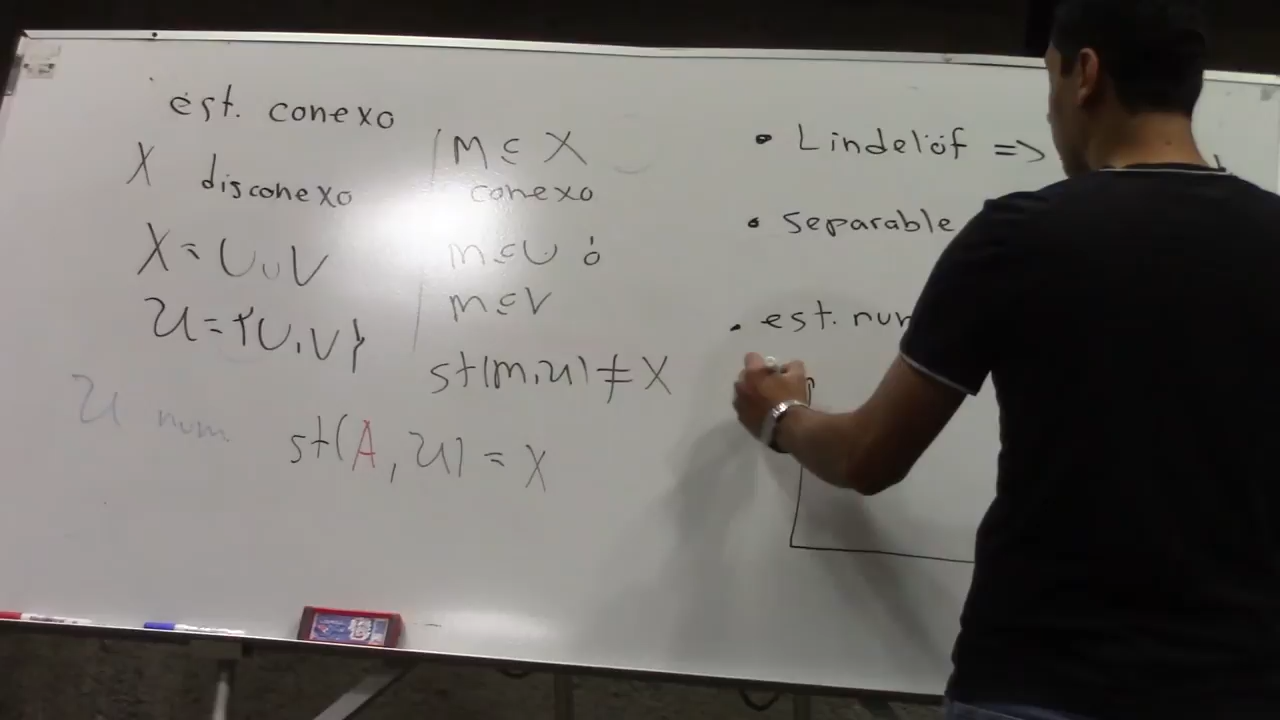 est. conexo
X disconexo
X = U ∪ V
𝒰 = {U, V}
𝒰 num.
st(A, 𝒰) = X
M ⊆ X
conexo
M ⊆ U ó
M ⊆ V
st(M, 𝒰) ≠ X
• Lindelöf =>
• Separable
• est. num